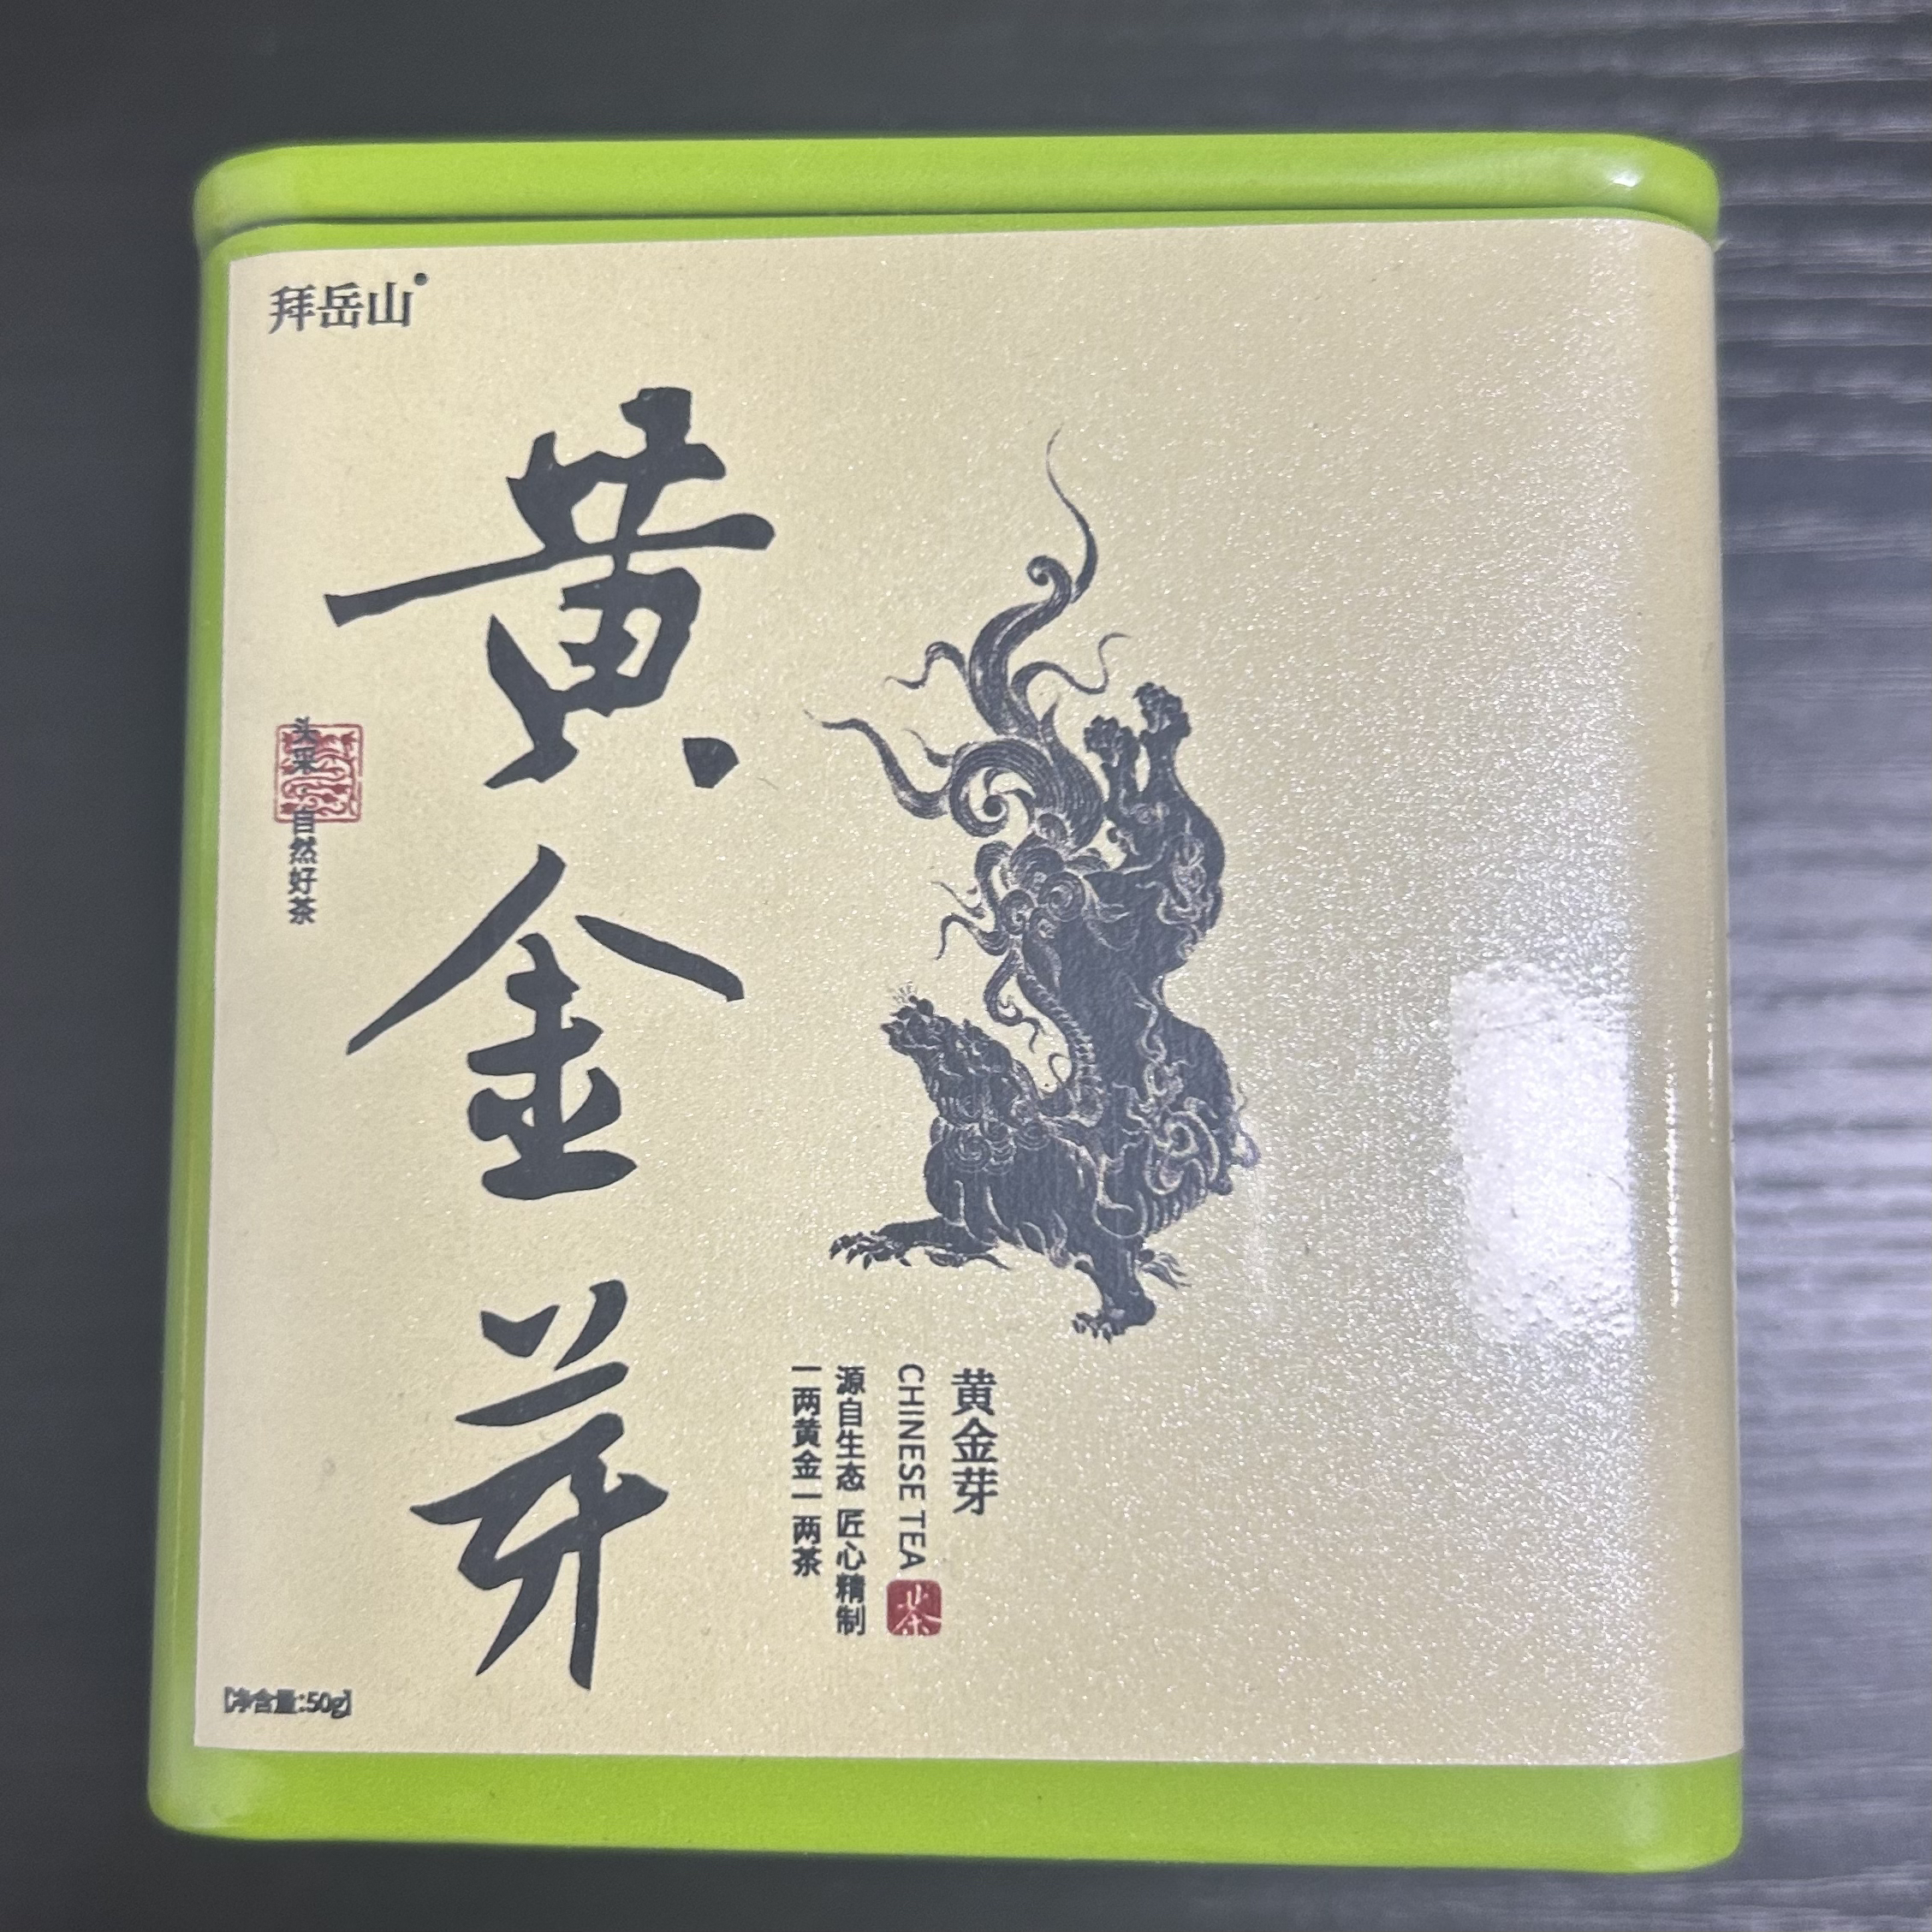 拜岳山
黄金芽
头采 自然好茶
黄金芽
CHINESE TEA
茶
源自生态 匠心精制
一两黄金一两茶
[净含量:50g]